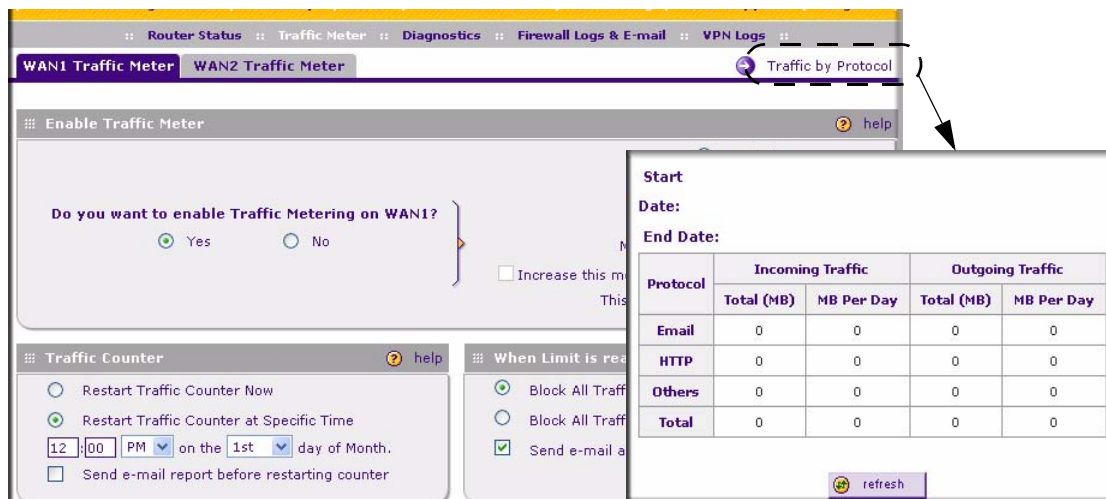 :: Router Status :: Traffic Meter :: Diagnostics :: Firewall Logs & E-mail :: VPN Logs ::
WAN1 Traffic Meter WAN2 Traffic Meter Traffic by Protocol
Enable Traffic Meter help
Do you want to enable Traffic Metering on WAN1?
Yes No
Increase this
This
Traffic Counter help
Restart Traffic Counter Now
Restart Traffic Counter at Specific Time
12 : 00 PM on the 1st day of Month.
Send e-mail report before restarting counter
When Limit is
Block All
Block All
Send e-mail
Start
Date:
End Date:
Protocol Incoming Traffic Outgoing Traffic
Total (MB) MB Per Day Total (MB) MB Per Day
Email 0 0 0 0
HTTP 0 0 0 0
Others 0 0 0 0
Total 0 0 0 0
refresh